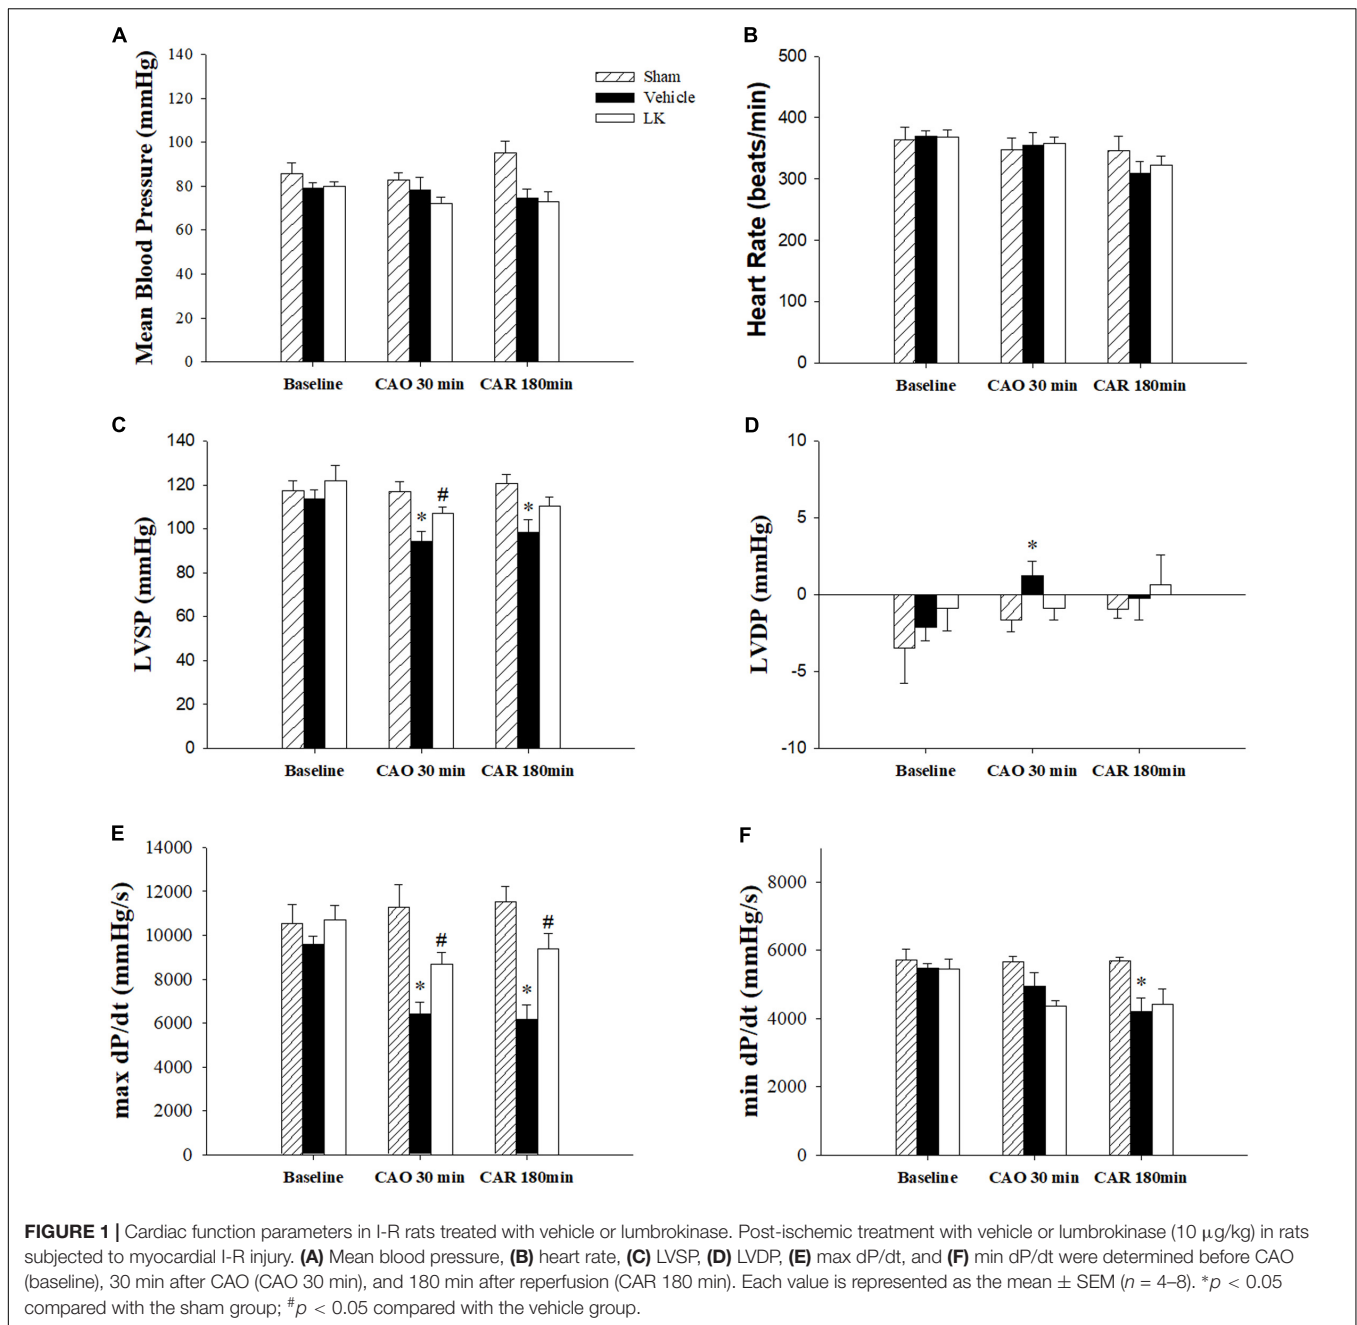 A
Mean Blood Pressure (mmHg)
140
120
100
80
60
40
20
0
Sham
Vehicle
LK
Baseline CAO 30 min CAR 180min
B
Heart Rate (beats/min)
500
400
300
200
100
0
Baseline CAO 30 min CAR 180min
C
LVSP (mmHg)
140
120
100
80
60
40
20
0
* # *
Baseline CAO 30 min CAR 180min
D
LVDP (mmHg)
10
5
0
-5
-10
*
Baseline CAO 30 min CAR 180min
E
max dP/dt (mmHg/s)
14000
12000
10000
8000
6000
4000
2000
0
* # * #
Baseline CAO 30 min CAR 180min
F
min dP/dt (mmHg/s)
8000
6000
4000
2000
0
*
Baseline CAO 30 min CAR 180min
FIGURE 1 | Cardiac function parameters in I-R rats treated with vehicle or lumbrokinase. Post-ischemic treatment with vehicle or lumbrokinase (10 μg/kg) in rats
subjected to myocardial I-R injury. (A) Mean blood pressure, (B) heart rate, (C) LVSP, (D) LVDP, (E) max dP/dt, and (F) min dP/dt were determined before CAO
(baseline), 30 min after CAO (CAO 30 min), and 180 min after reperfusion (CAR 180 min). Each value is represented as the mean ± SEM (n = 4–8). *p < 0.05
compared with the sham group; #p < 0.05 compared with the vehicle group.